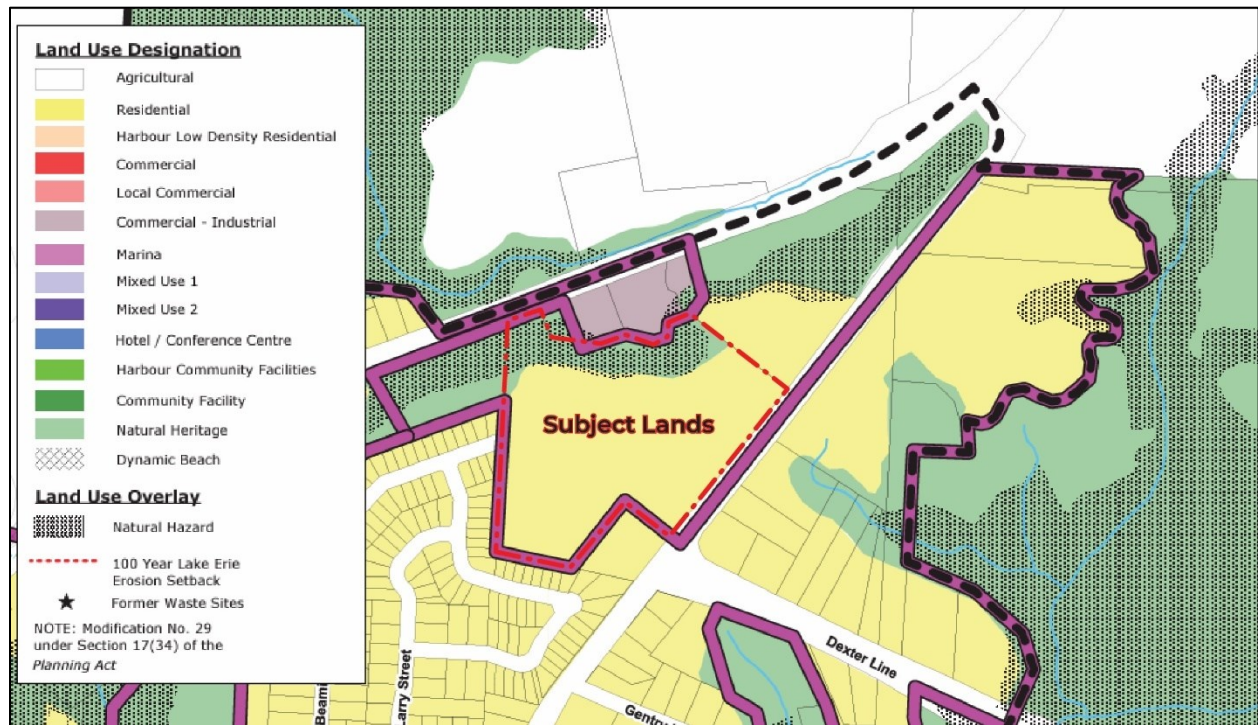 Land Use Designation
Agricultural
Residential
Harbour Low Density Residential
Commercial
Local Commercial
Commercial - Industrial
Marina
Mixed Use 1
Mixed Use 2
Hotel / Conference Centre
Harbour Community Facilities
Community Facility
Natural Heritage
Dynamic Beach
Land Use Overlay
Natural Hazard
100 Year Lake Erie
Erosion Setback
Former Waste Sites
NOTE: Modification No. 29
under Section 17(34) of the
Planning Act
Subject Lands
Dexter Line
Larry Street